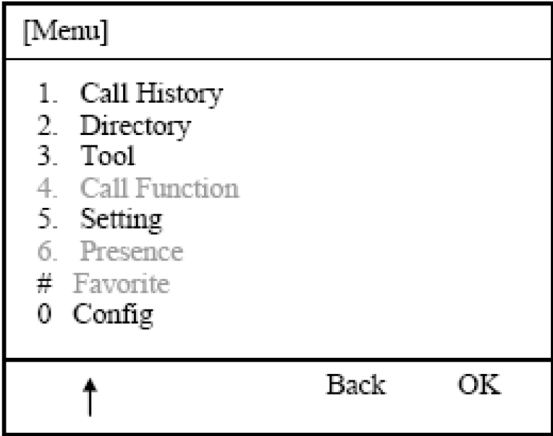 [Menu]
1. Call History
2. Directory
3. Tool
4. Call Function
5. Setting
6. Presence
# Favorite
0 Config
↑ Back OK